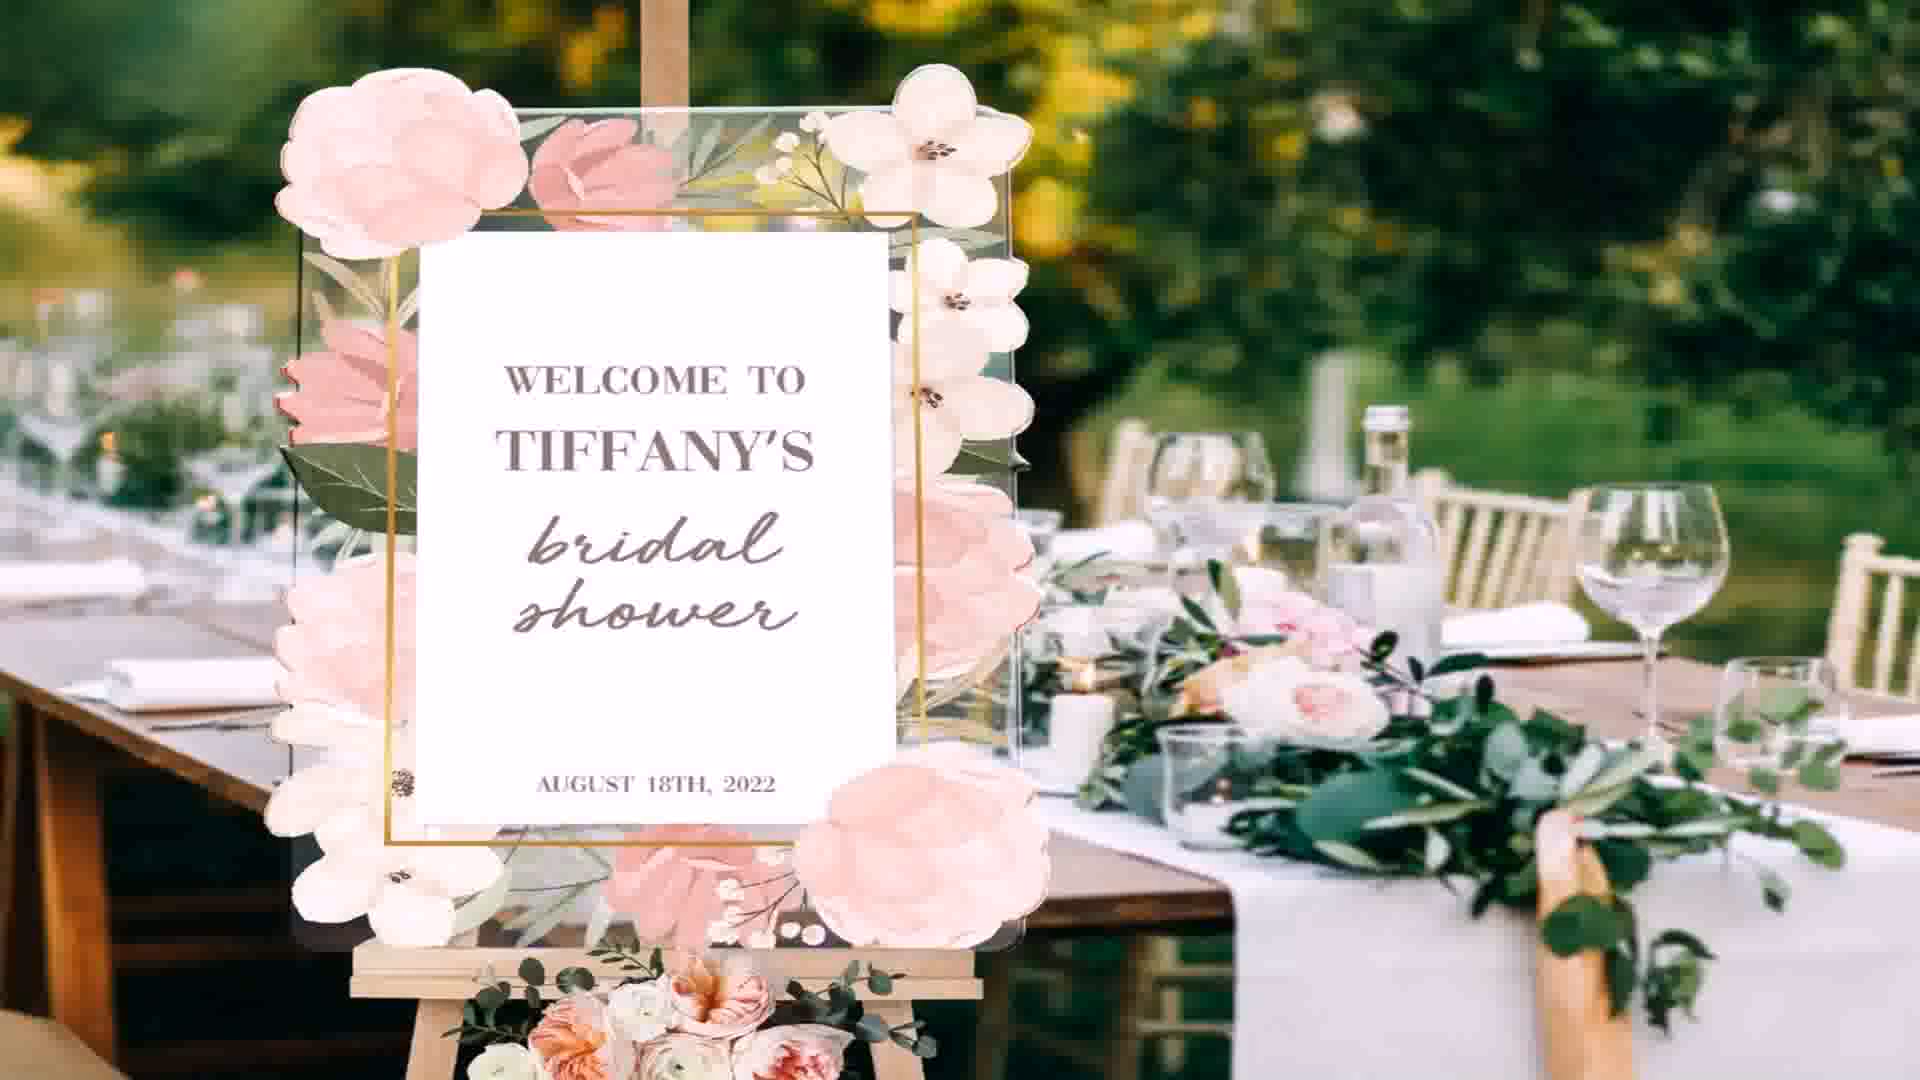 WELCOME TO
TIFFANY'S
bridal
shower
AUGUST 18TH, 2022